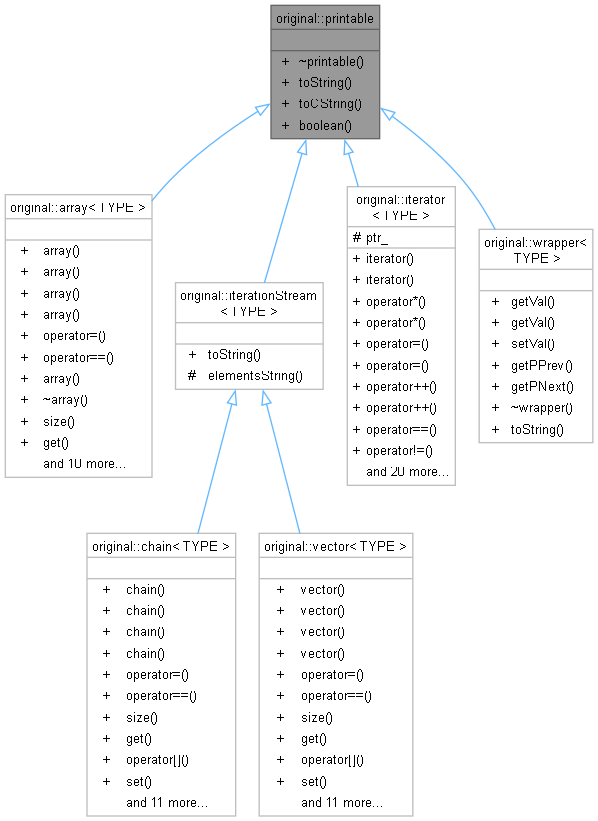 original::printable
+ ~printable()
+ toString()
+ toCString()
+ boolean()
original::array< TYPE >
+ array()
+ array()
+ array()
+ array()
+ operator=()
+ operator==()
+ array()
+ ~array()
+ size()
+ get()
and 10 more...
original::iterationStream
< TYPE >
+ toString()
# elementsString()
original::iterator
< TYPE >
# ptr_
+ iterator()
+ iterator()
+ operator*()
+ operator*()
+ operator=()
+ operator=()
+ operator++()
+ operator++()
+ operator==()
+ operator!=()
and 20 more...
original::wrapper<
TYPE >
+ getVal()
+ getVal()
+ setVal()
+ getPPrev()
+ getPNext()
+ ~wrapper()
+ toString()
original::chain< TYPE >
+ chain()
+ chain()
+ chain()
+ chain()
+ operator=()
+ operator==()
+ size()
+ get()
+ operator[]()
+ set()
and 11 more...
original::vector< TYPE >
+ vector()
+ vector()
+ vector()
+ vector()
+ operator=()
+ operator==()
+ size()
+ get()
+ operator[]()
+ set()
and 11 more...